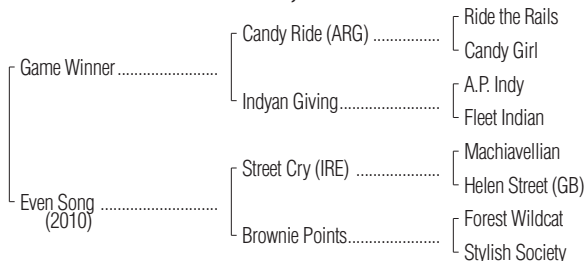 Ride the Rails
Candy Ride (ARG) ................
Candy Girl
Game Winner ........................
A.P. Indy
Indyan Giving........................
Fleet Indian
Machiavellian
Street Cry (IRE) ....................
Helen Street (GB)
Even Song ............................
(2010)
Forest Wildcat
Brownie Points......................
Stylish Society